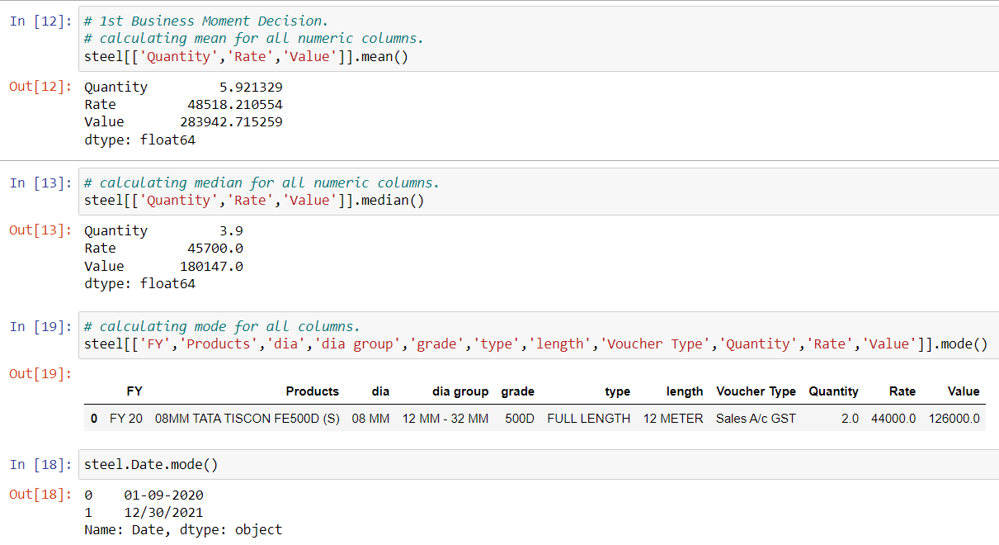 In [12]: # 1st Business Moment Decision.
# calculating mean for all numeric columns.
steel[['Quantity','Rate','Value']].mean()
Out[12]: Quantity 5.921329
Rate 48518.210554
Value 283942.715259
dtype: float64
In [13]: # calculating median for all numeric columns.
steel[['Quantity','Rate','Value']].median()
Out[13]: Quantity 3.9
Rate 45700.0
Value 180147.0
dtype: float64
In [19]: # calculating mode for all columns.
steel[['FY','Products','dia','dia group','grade','type','length','Voucher Type','Quantity','Rate','Value']].mode()
Out[19]:
FY Products dia dia group grade type length Voucher Type Quantity Rate Value
0 FY 20 08MM TATA TISCON FE500D (S) 08 MM 12 MM - 32 MM 500D FULL LENGTH 12 METER Sales A/c GST 2.0 44000.0 126000.0
In [18]: steel.Date.mode()
Out[18]: 0 01-09-2020
1 12/30/2021
Name: Date, dtype: object